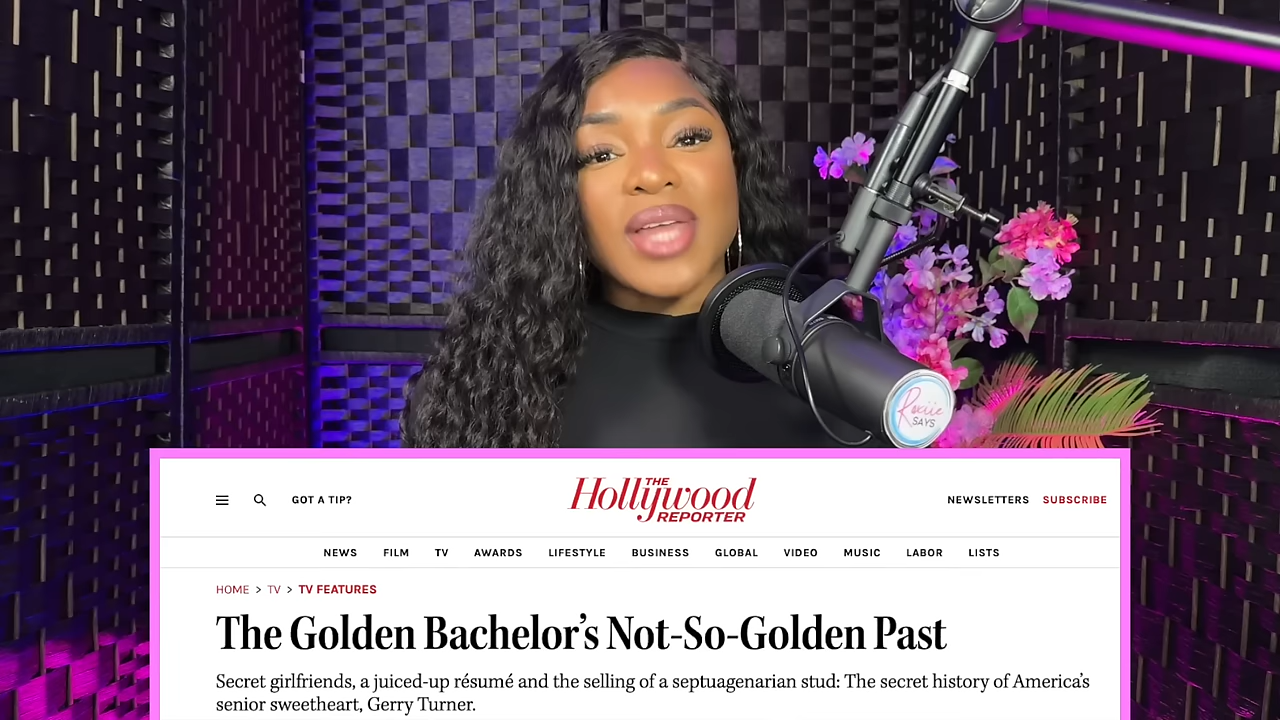 Roxiie
SAYS
THE
Hollywood
REPORTER
GOT A TIP?
NEWSLETTERS SUBSCRIBE
NEWS FILM TV AWARDS LIFESTYLE BUSINESS GLOBAL VIDEO MUSIC LABOR LISTS
HOME > TV > TV FEATURES
The Golden Bachelor’s Not-So-Golden Past
Secret girlfriends, a juiced-up résumé and the selling of a septuagenarian stud: The secret history of America’s
senior sweetheart, Gerry Turner.